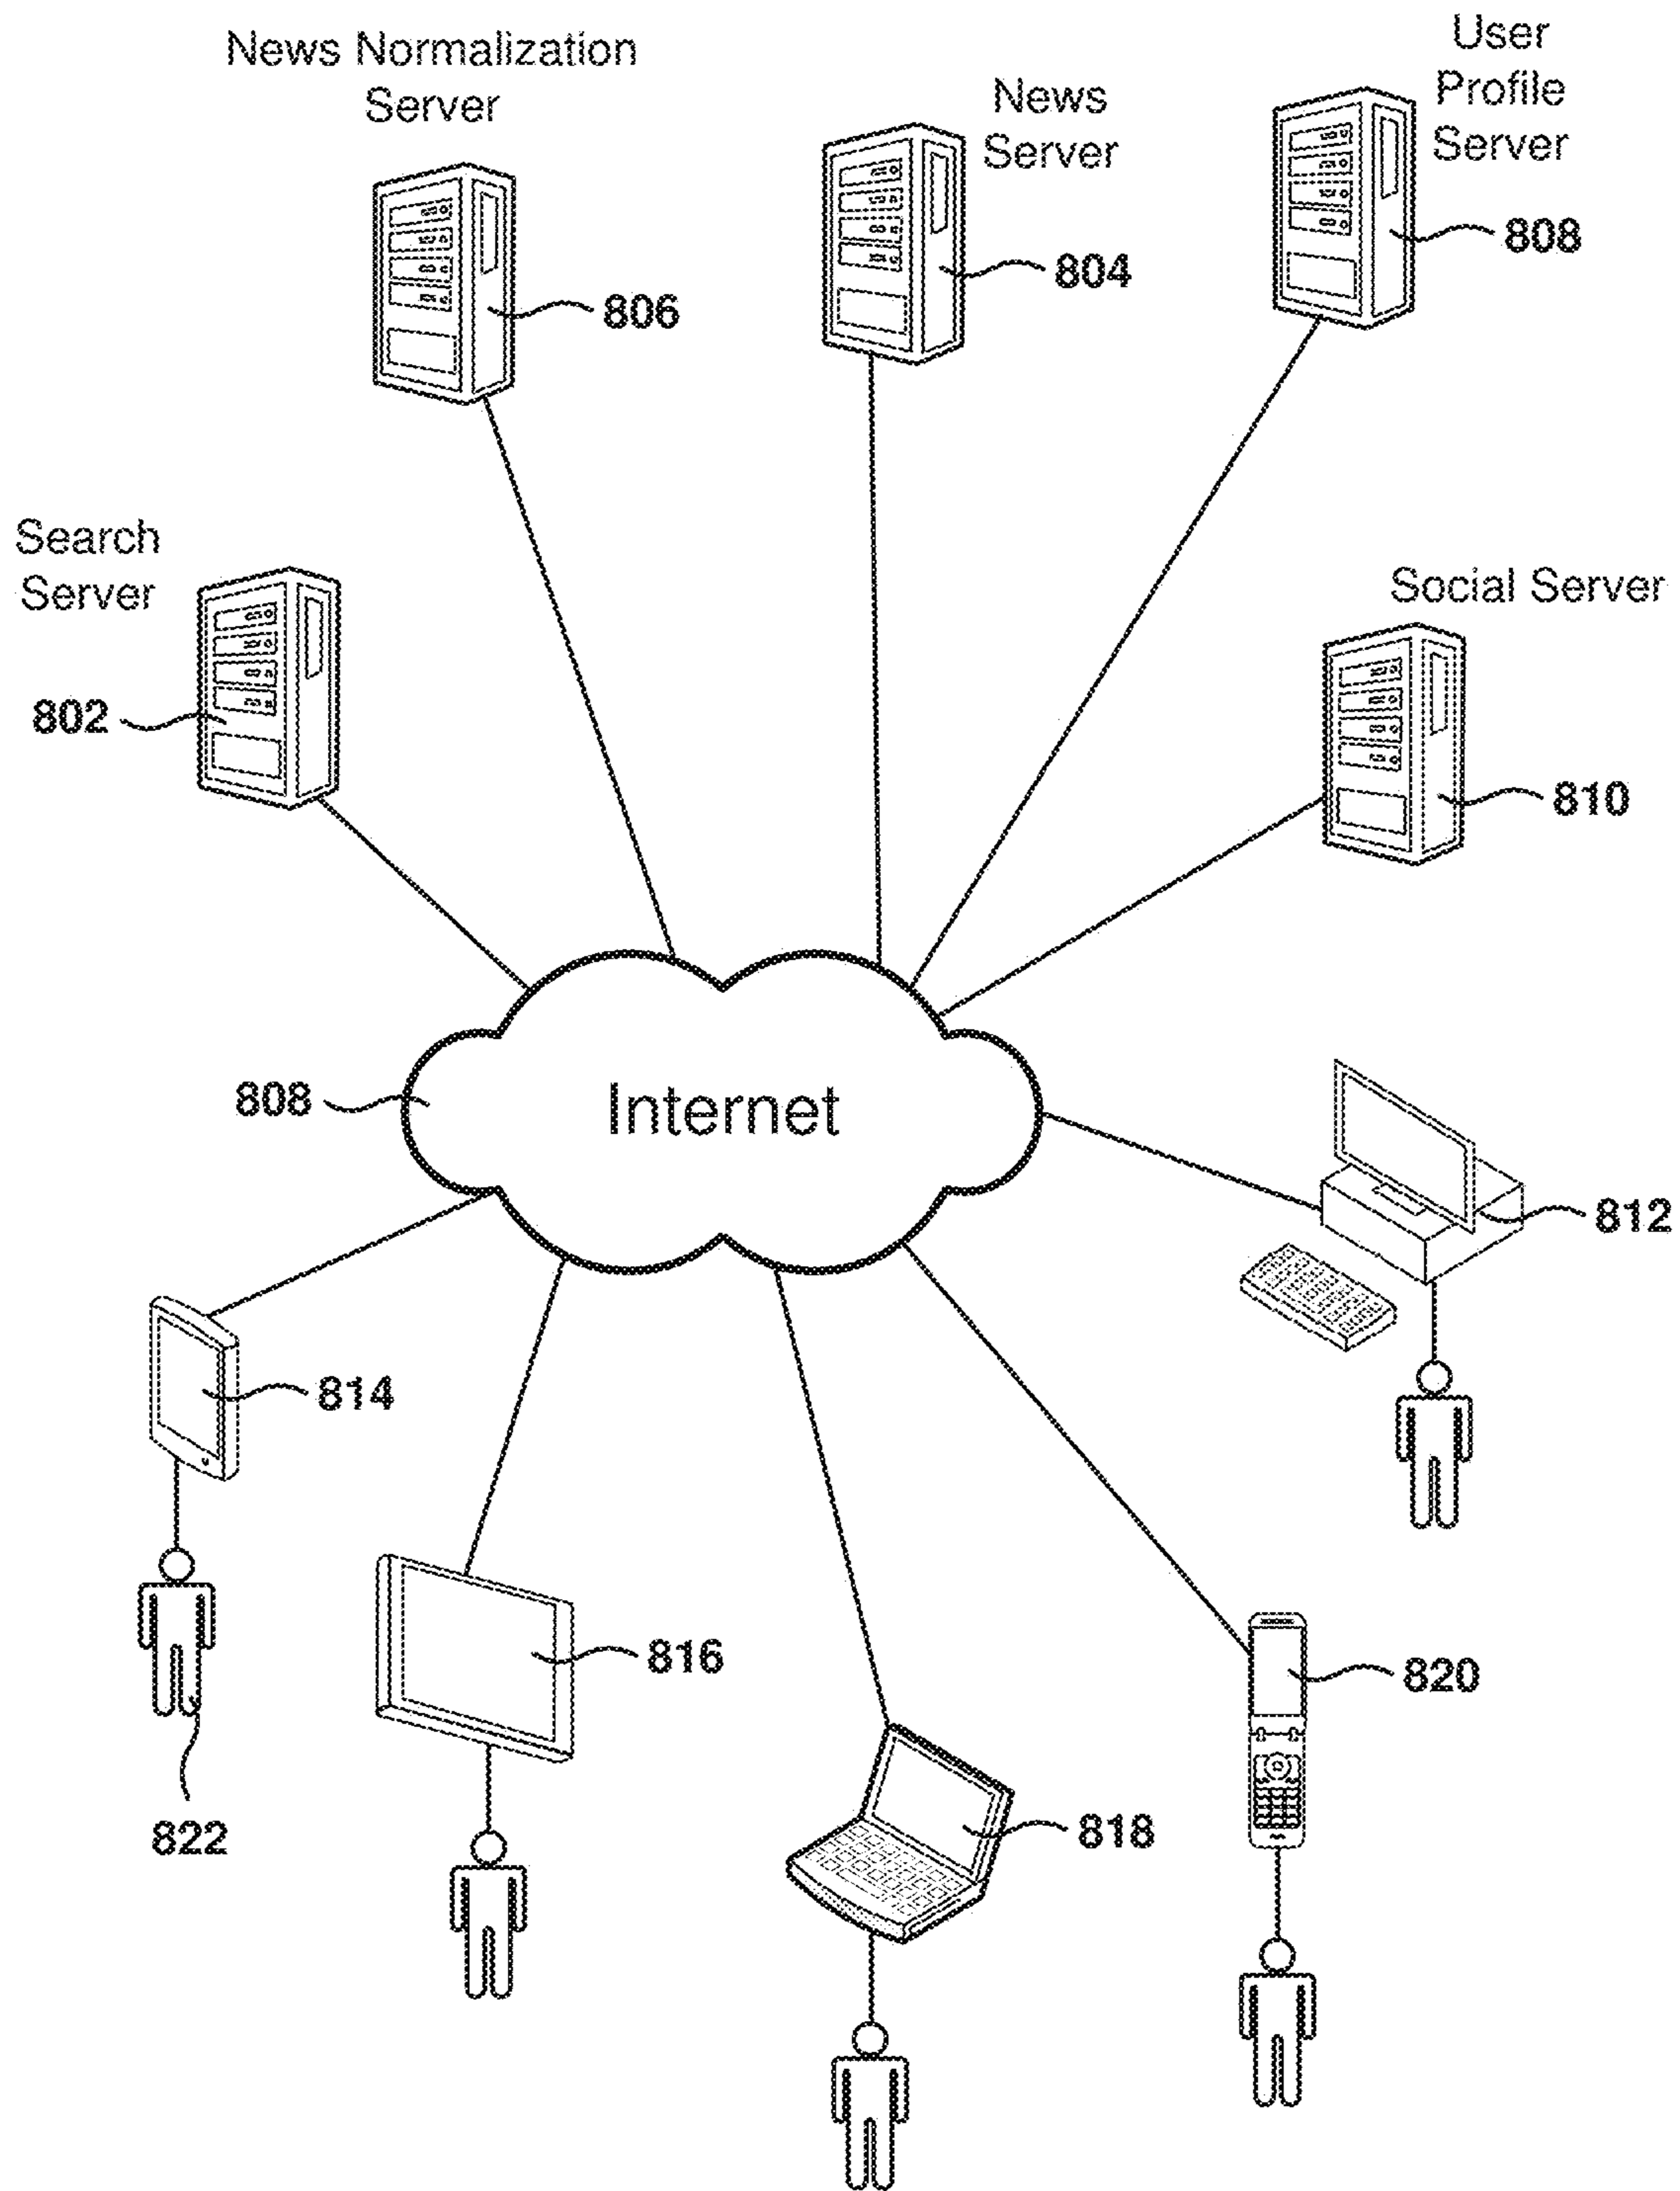 News Normalization
Server
806
News
Server
804
User
Profile
Server
808
Search
Server
802
Social Server
810
808
Internet
812
814
816
818
820
822